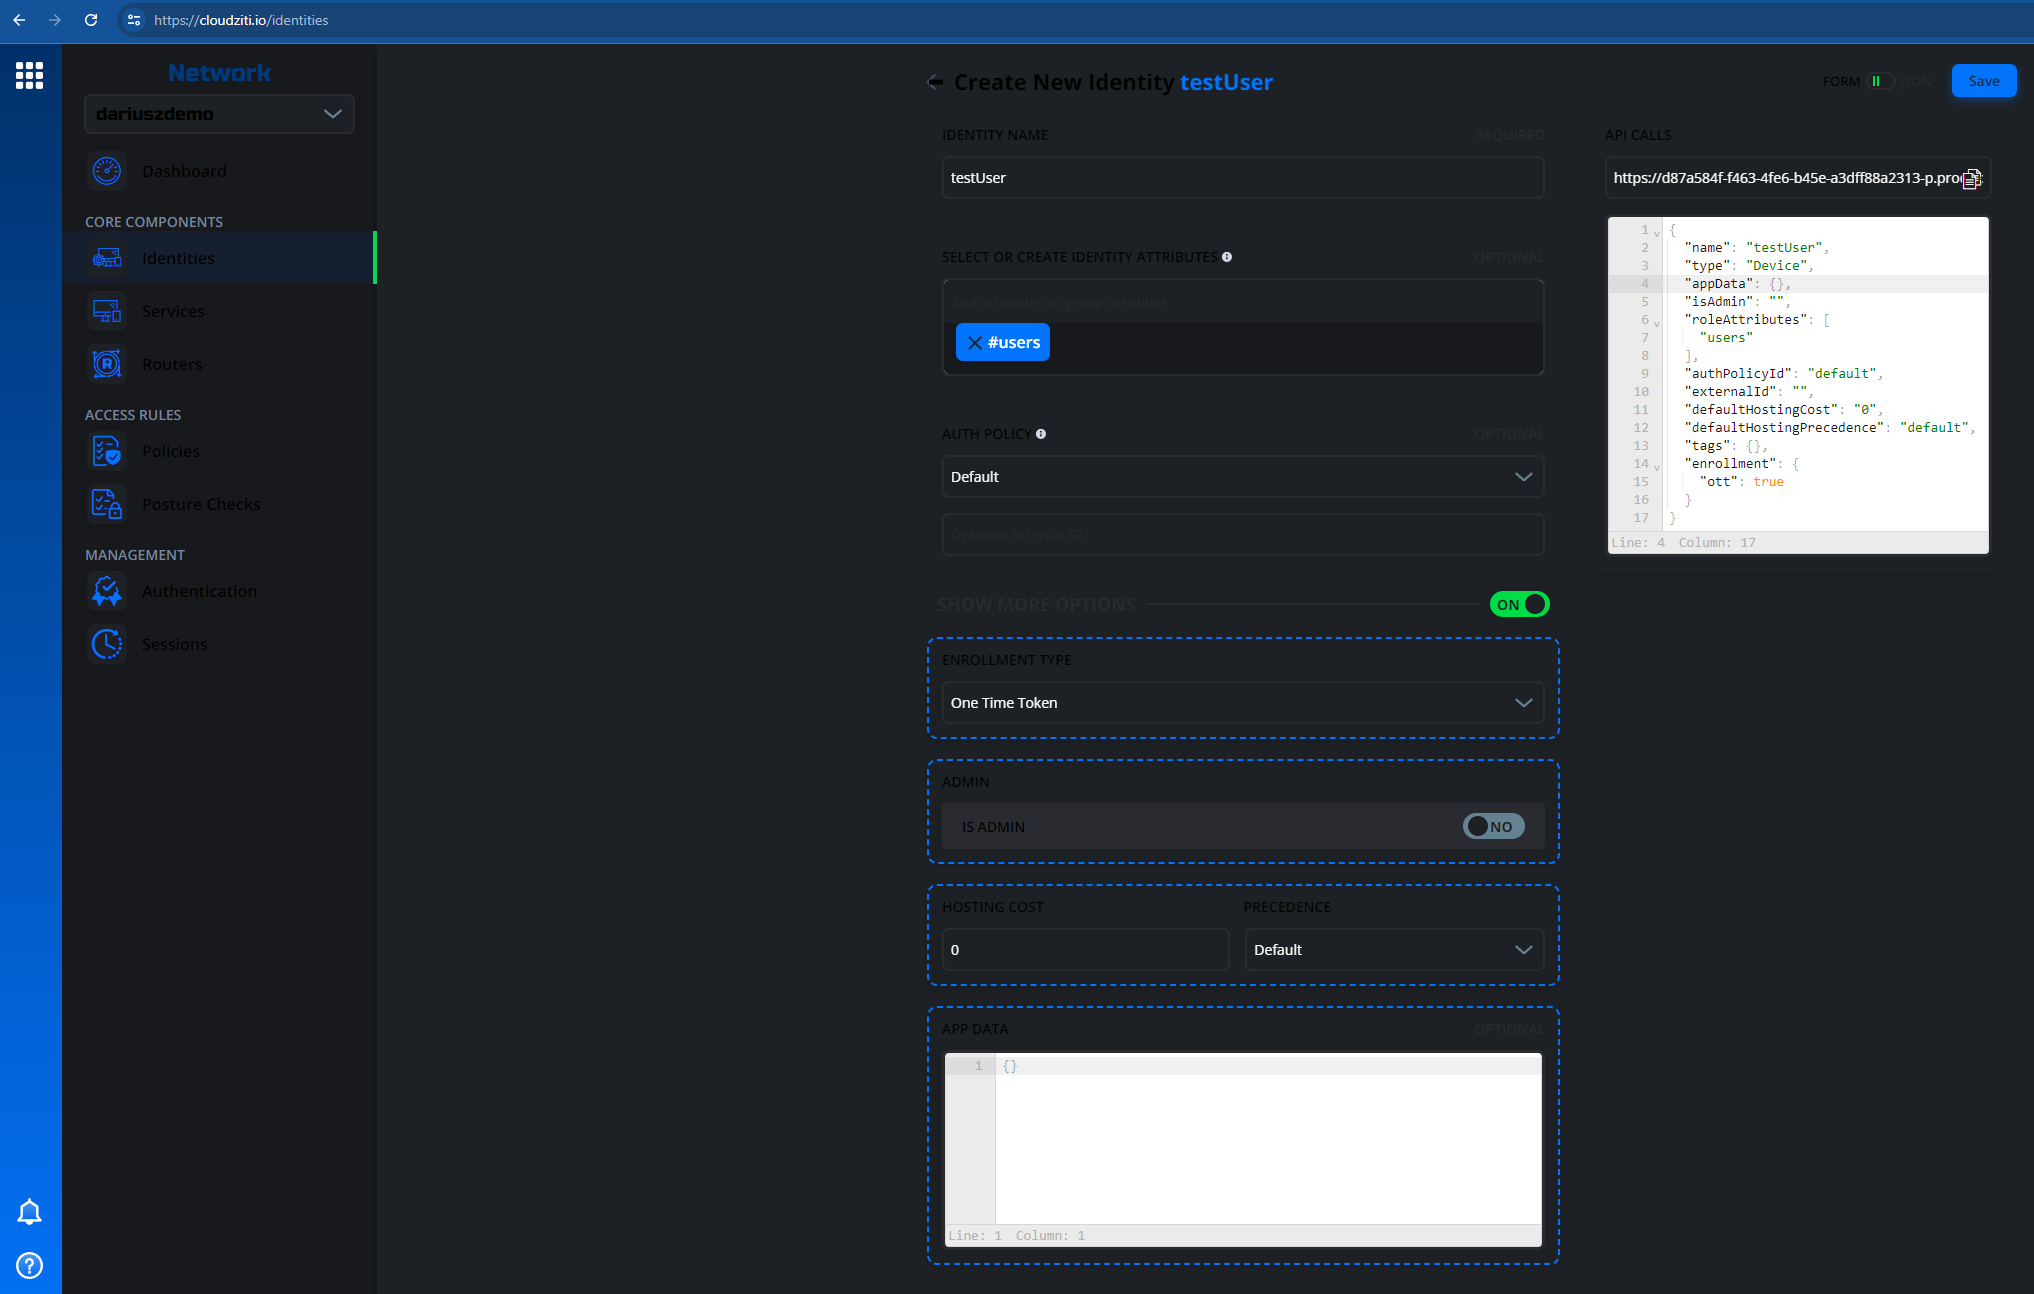 https://cloudziti.io/identities
Network
dariuszdemo
Dashboard
CORE COMPONENTS
Identities
Services
Routers
ACCESS RULES
Policies
Posture Checks
MANAGEMENT
Authentication
Sessions
Create New Identity testUser
FORM JSON
Save
IDENTITY NAME REQUIRED
testUser
SELECT OR CREATE IDENTITY ATTRIBUTES OPTIONAL
Add attributes to group identities
#users
AUTH POLICY OPTIONAL
Default
Optional External ID
SHOW MORE OPTIONS ON
ENROLLMENT TYPE
One Time Token
ADMIN
IS ADMIN NO
HOSTING COST PRECEDENCE
0 Default
APP DATA OPTIONAL
1 {}
Line: 1 Column: 1
API CALLS
https://d87a584f-f463-4fe6-b45e-a3dff88a2313-p.pro
1 {
2 "name": "testUser",
3 "type": "Device",
4 "appData": {},
5 "isAdmin": "",
6 "roleAttributes": [
7 "users"
8 ],
9 "authPolicyId": "default",
10 "externalId": "",
11 "defaultHostingCost": "0",
12 "defaultHostingPrecedence": "default",
13 "tags": {},
14 "enrollment": {
15 "ott": true
16 }
17 }
Line: 4 Column: 17